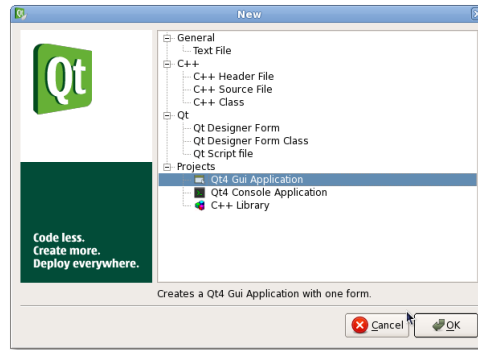 New
Qt
Code less.
Create more.
Deploy everywhere.
General
Text File
C++
C++ Header File
C++ Source File
C++ Class
Qt
Qt Designer Form
Qt Designer Form Class
Qt Script file
Projects
Qt4 Gui Application
Qt4 Console Application
C++ Library
Creates a Qt4 Gui Application with one form.
Cancel
OK